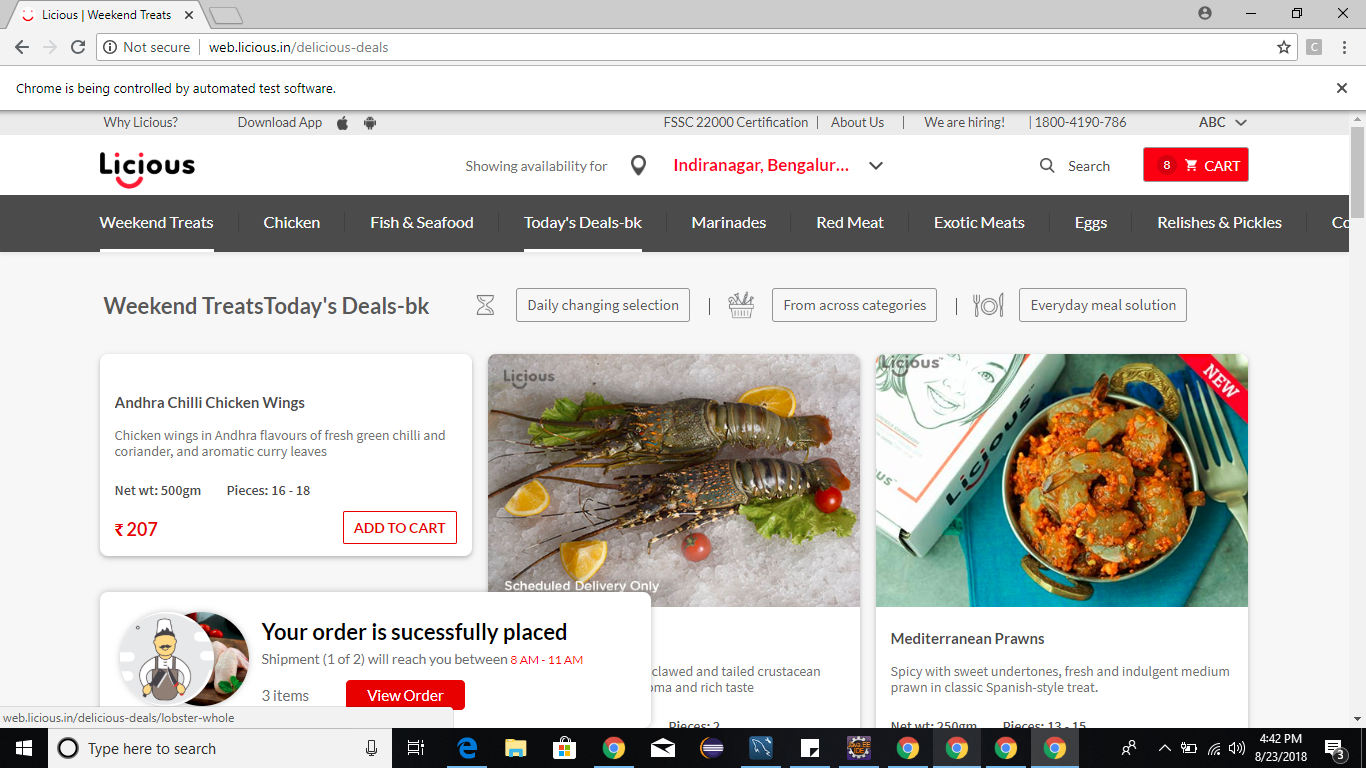 Licious | Weekend Treats
Not secure | web.licious.in/delicious-deals
C
Chrome is being controlled by automated test software.
Why Licious? Download App FSSC 22000 Certification | About Us | We are hiring! | 1800-4190-786 ABC
Licious Showing availability for Indiranagar, Bengalur... Search 8 CART
Weekend Treats Chicken Fish & Seafood Today's Deals-bk Marinades Red Meat Exotic Meats Eggs Relishes & Pickles Co
Weekend TreatsToday's Deals-bk Daily changing selection | From across categories | Everyday meal solution
Andhra Chilli Chicken Wings
Chicken wings in Andhra flavours of fresh green chilli and
coriander, and aromatic curry leaves
Net wt: 500gm Pieces: 16 - 18
₹ 207 ADD TO CART
Licious
Scheduled Delivery Only
clawed and tailed crustacean
oma and rich taste
Pieces: 2
Licious
NEW
Licious
Mediterranean Prawns
Spicy with sweet undertones, fresh and indulgent medium
prawn in classic Spanish-style treat.
Net wt: 250gm Pieces: 13 - 15
Your order is sucessfully placed
Shipment (1 of 2) will reach you between 8 AM - 11 AM
3 items View Order
web.licious.in/delicious-deals/lobster-whole
Type here to search
4:42 PM
8/23/2018
3